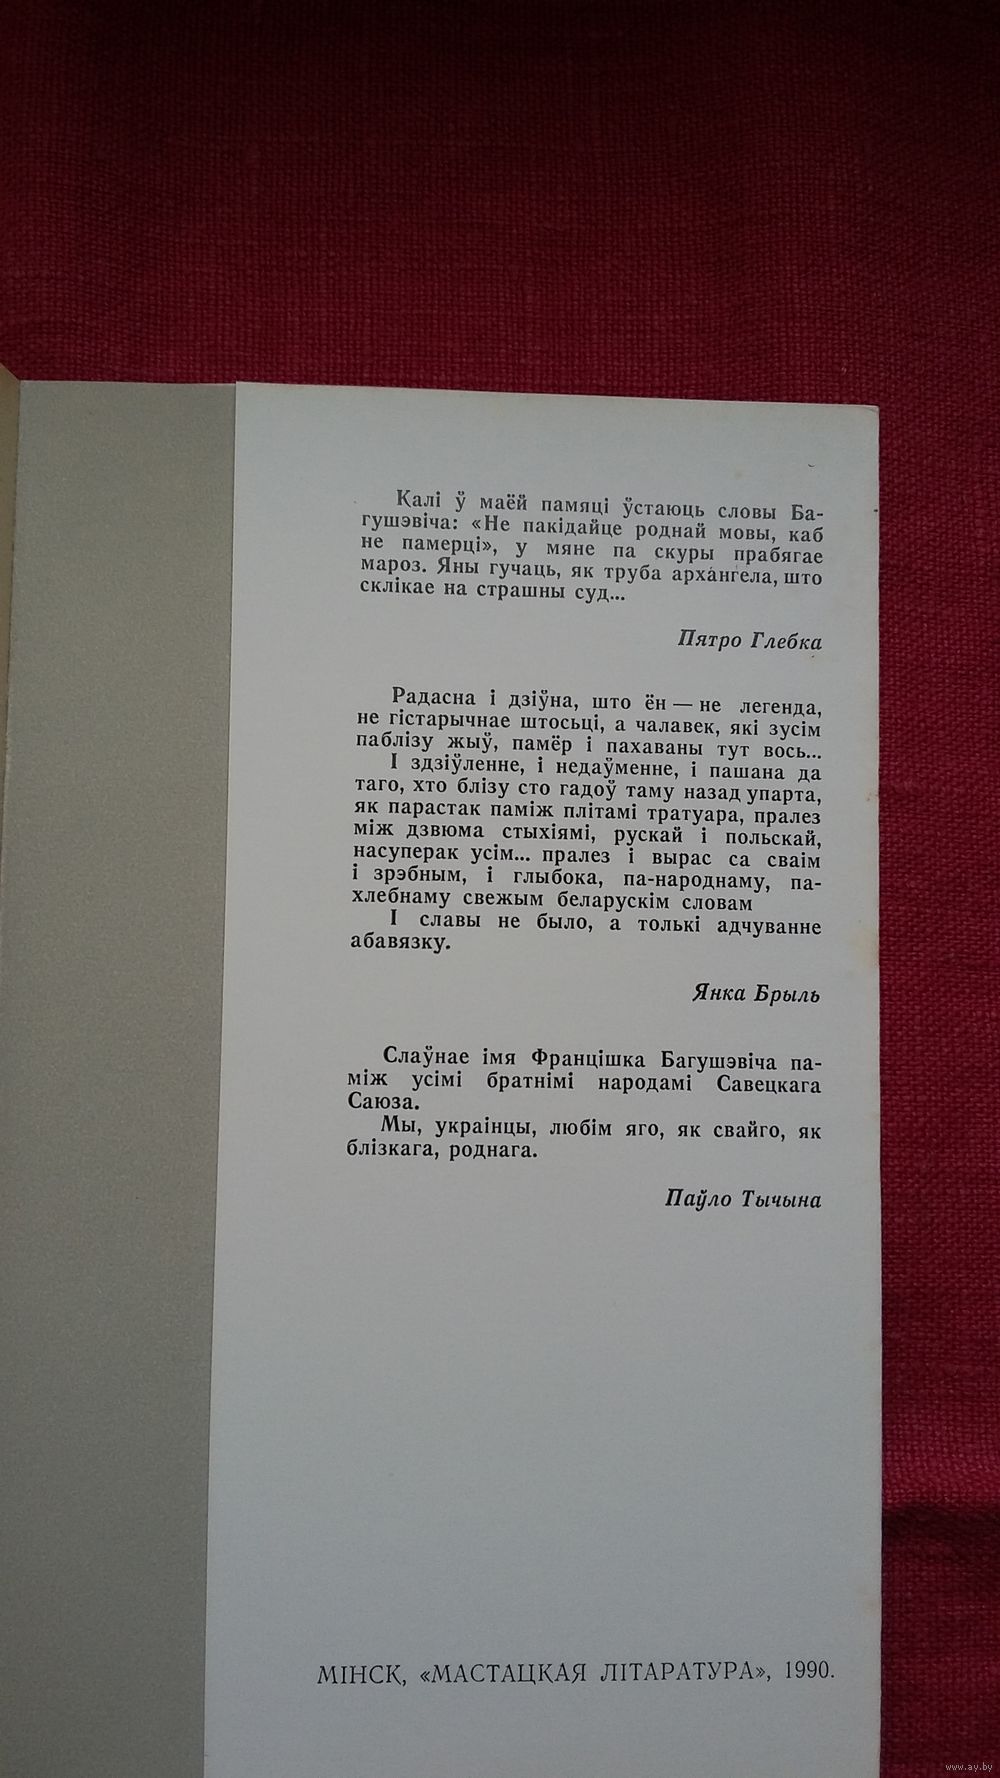 Калі ў маёй памяці ўстаюць словы Ба-
гушэвіча: «Не пакідайце роднай мовы, каб
не памерці», у мяне па скуры прабягае
мароз. Яны гучаць, як труба архангела, што
склікае на страшны суд...
Пятро Глебка
Радасна і дзіўна, што ён — не легенда,
не гістарычнае штосьці, а чалавек, які зусім
паблізу жыў, памёр і пахаваны тут вось...
І здзіўленне, і недаўменне, і пашана да
таго, хто блізу сто гадоў таму назад упарта,
як парастак паміж плітамі тратуара, пралез
між дзвюма стыхіямі, рускай і польскай,
насуперак усім... пралез і вырас са сваім
і зрэбным, і глыбока, па-народнаму, па-
хлебнаму свежым беларускім словам
І славы не было, а толькі адчуванне
абавязку.
Янка Брыль
Слаўнае імя Францішка Багушэвіча па-
між усімі братнімі народамі Савецкага
Саюза.
Мы, украінцы, любім яго, як свайго, як
блізкага, роднага.
Паўло Тычына
МІНСК, «МАСТАЦКАЯ ЛІТАРАТУРА», 1990.
www.ay.by